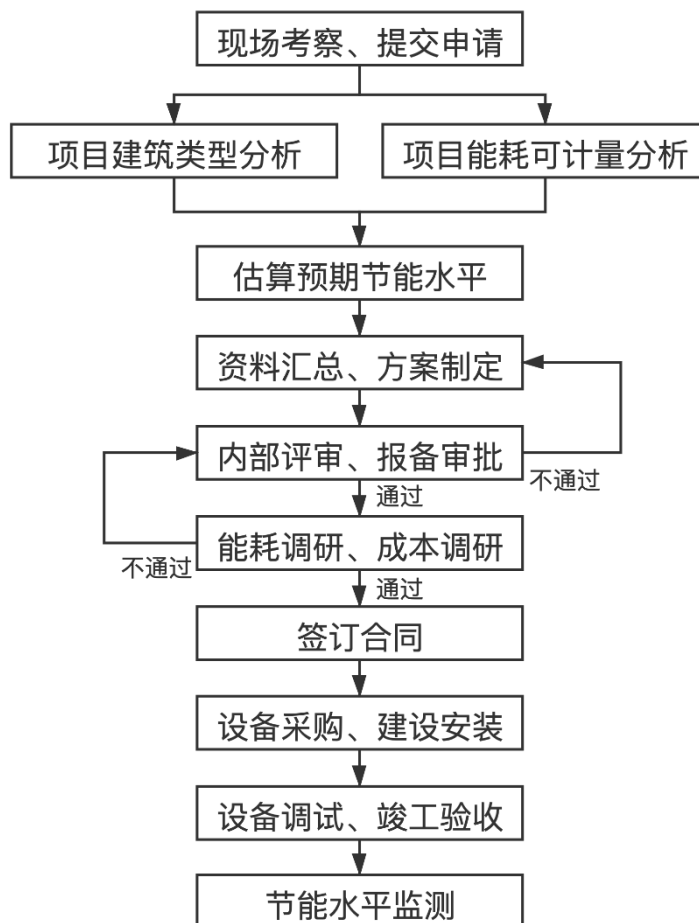 现场考察、提交申请
项目建筑类型分析
项目能耗可计量分析
估算预期节能水平
资料汇总、方案制定
内部评审、报备审批
不通过
通过
能耗调研、成本调研
不通过
通过
签订合同
设备采购、建设安装
设备调试、竣工验收
节能水平监测